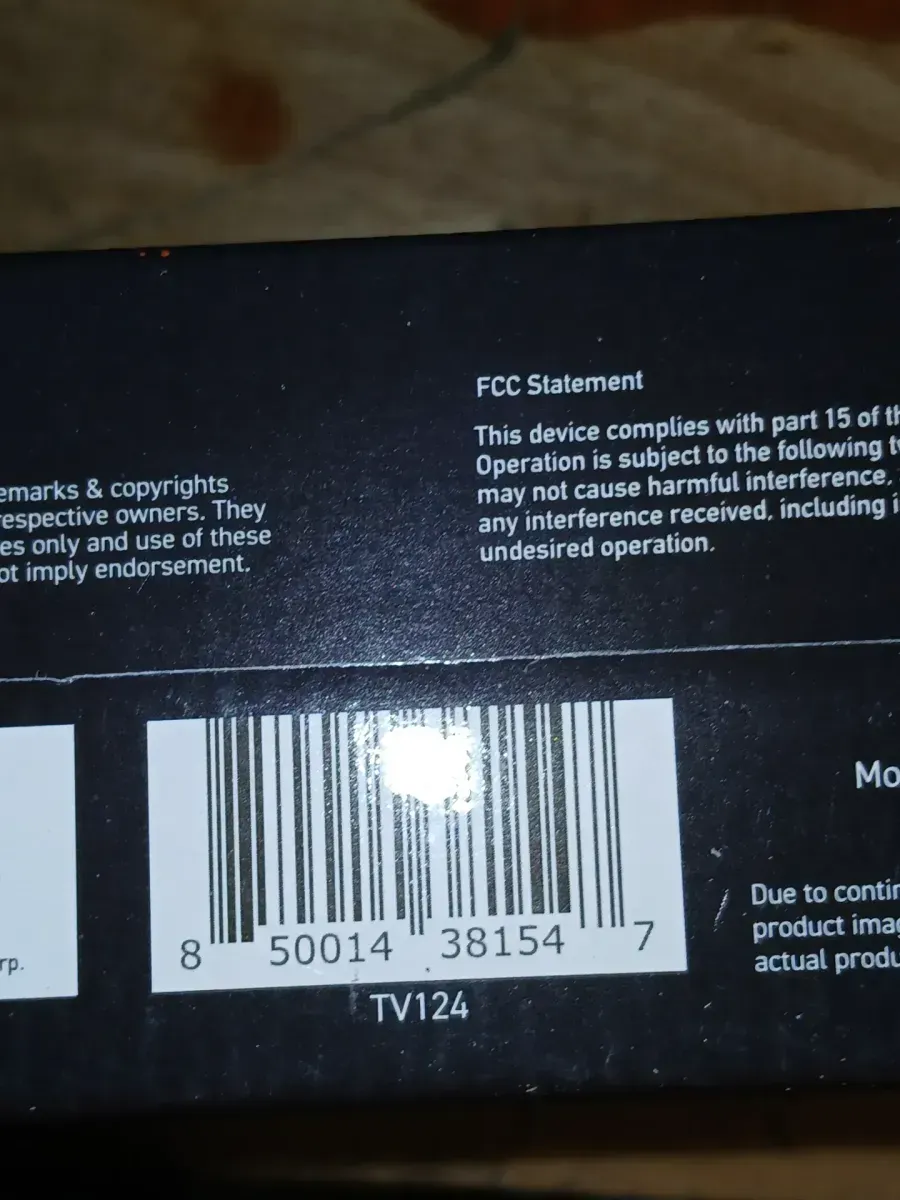 emarks & copyrights
respective owners. They
es only and use of these
ot imply endorsement.
FCC Statement
This device complies with part 15 of th
Operation is subject to the following tw
may not cause harmful interference,
any interference received, including i
undesired operation.
rp.
8 50014 38154 7
TV124
Mo
Due to contin
product imag
actual produ